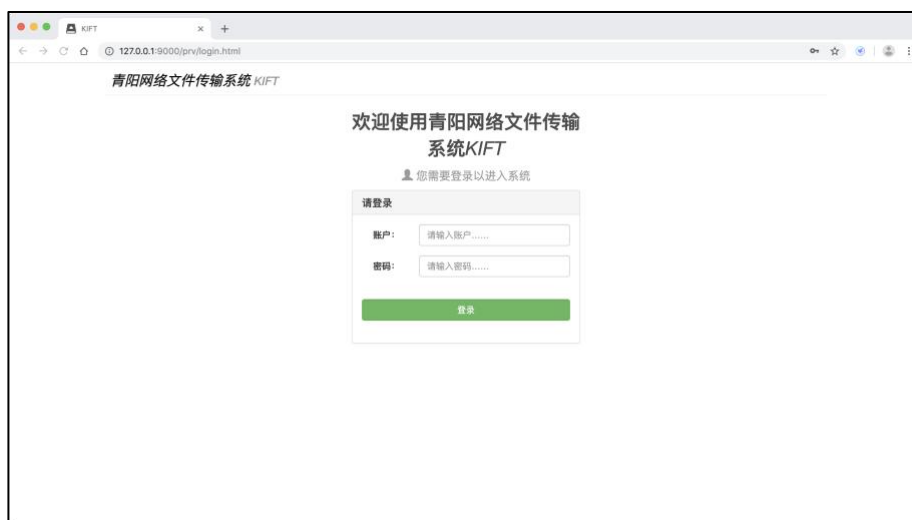 KIFT
127.0.0.1:9000/prv/login.html
青阳网络文件传输系统 KIFT
欢迎使用青阳网络文件传输
系统KIFT
您需要登录以进入系统
请登录
账户：
请输入账户……
密码：
请输入密码……
登录